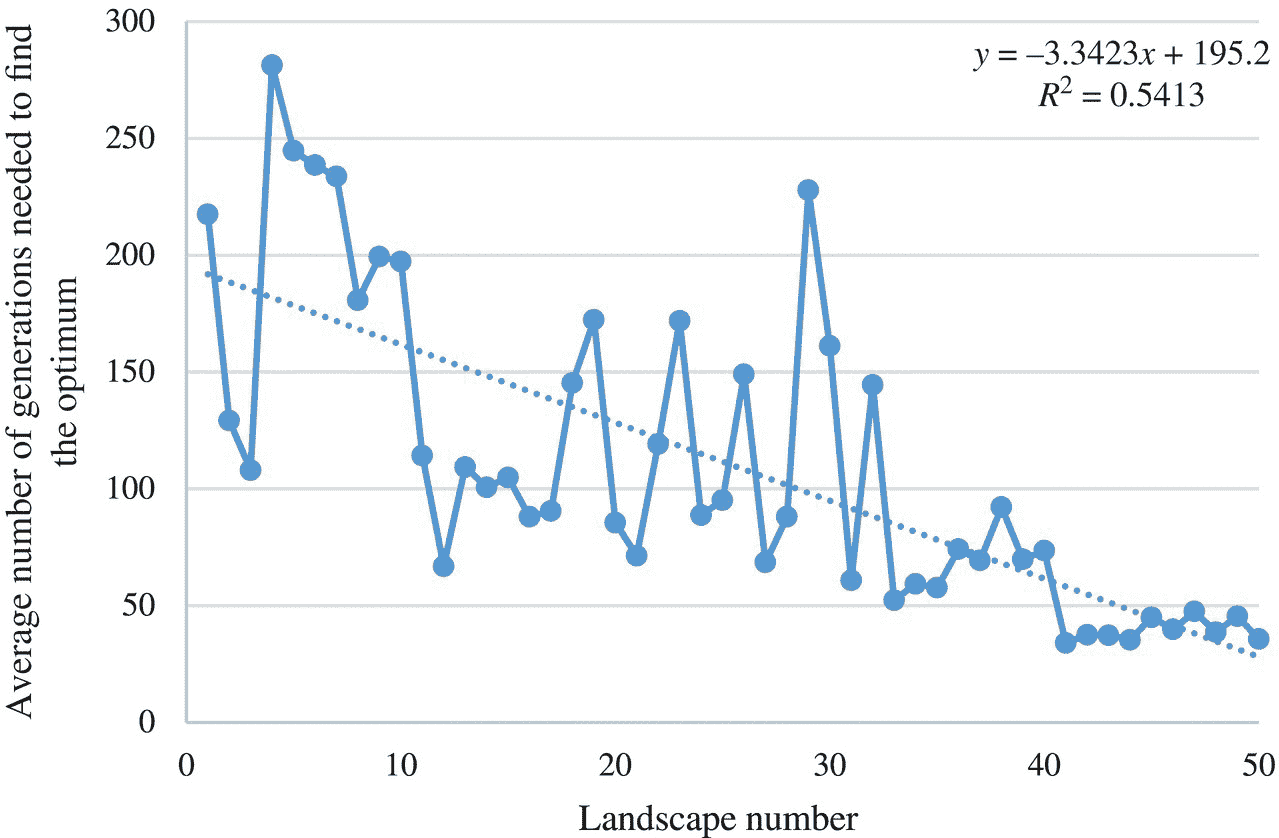 Average number of generations needed to find
the optimum
300
250
200
150
100
50
0
y = –3.3423x + 195.2
R² = 0.5413
0 10 20 30 40 50
Landscape number